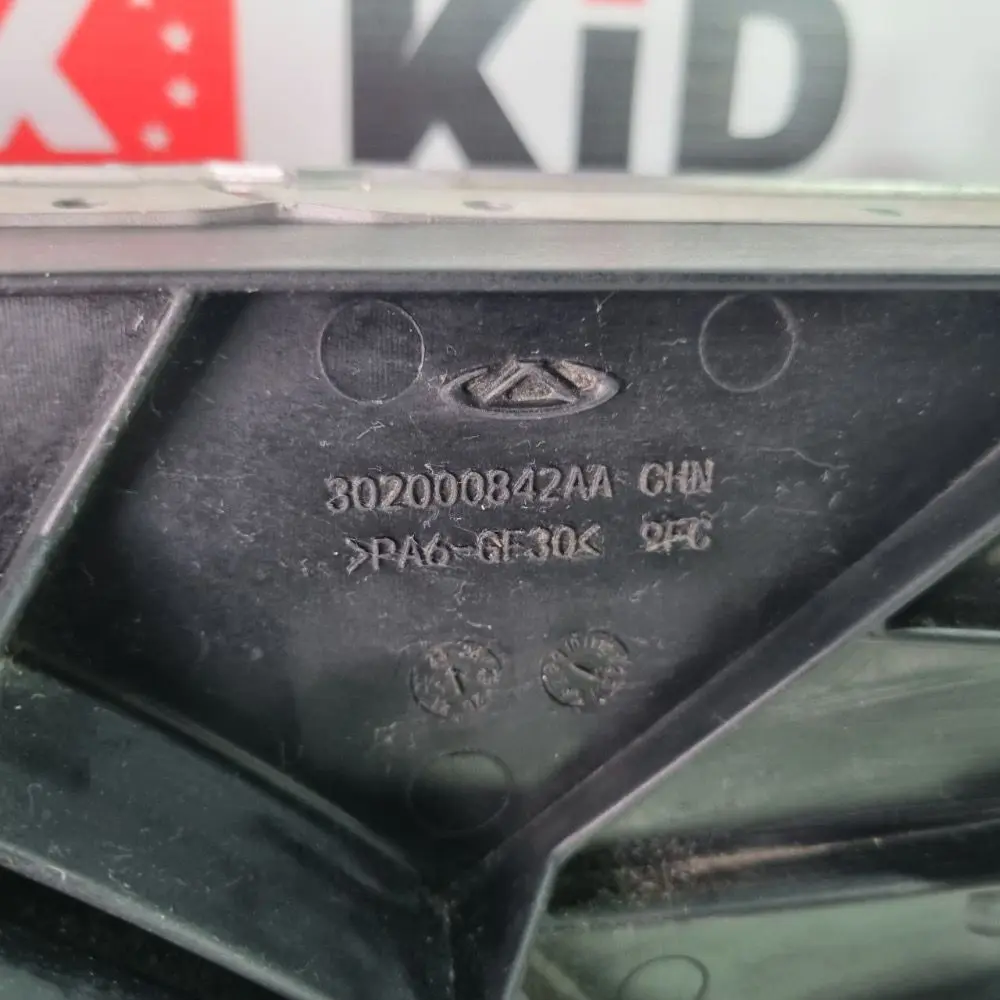 KiD
302000842AA CHN
>PA6-GF30< 2FC